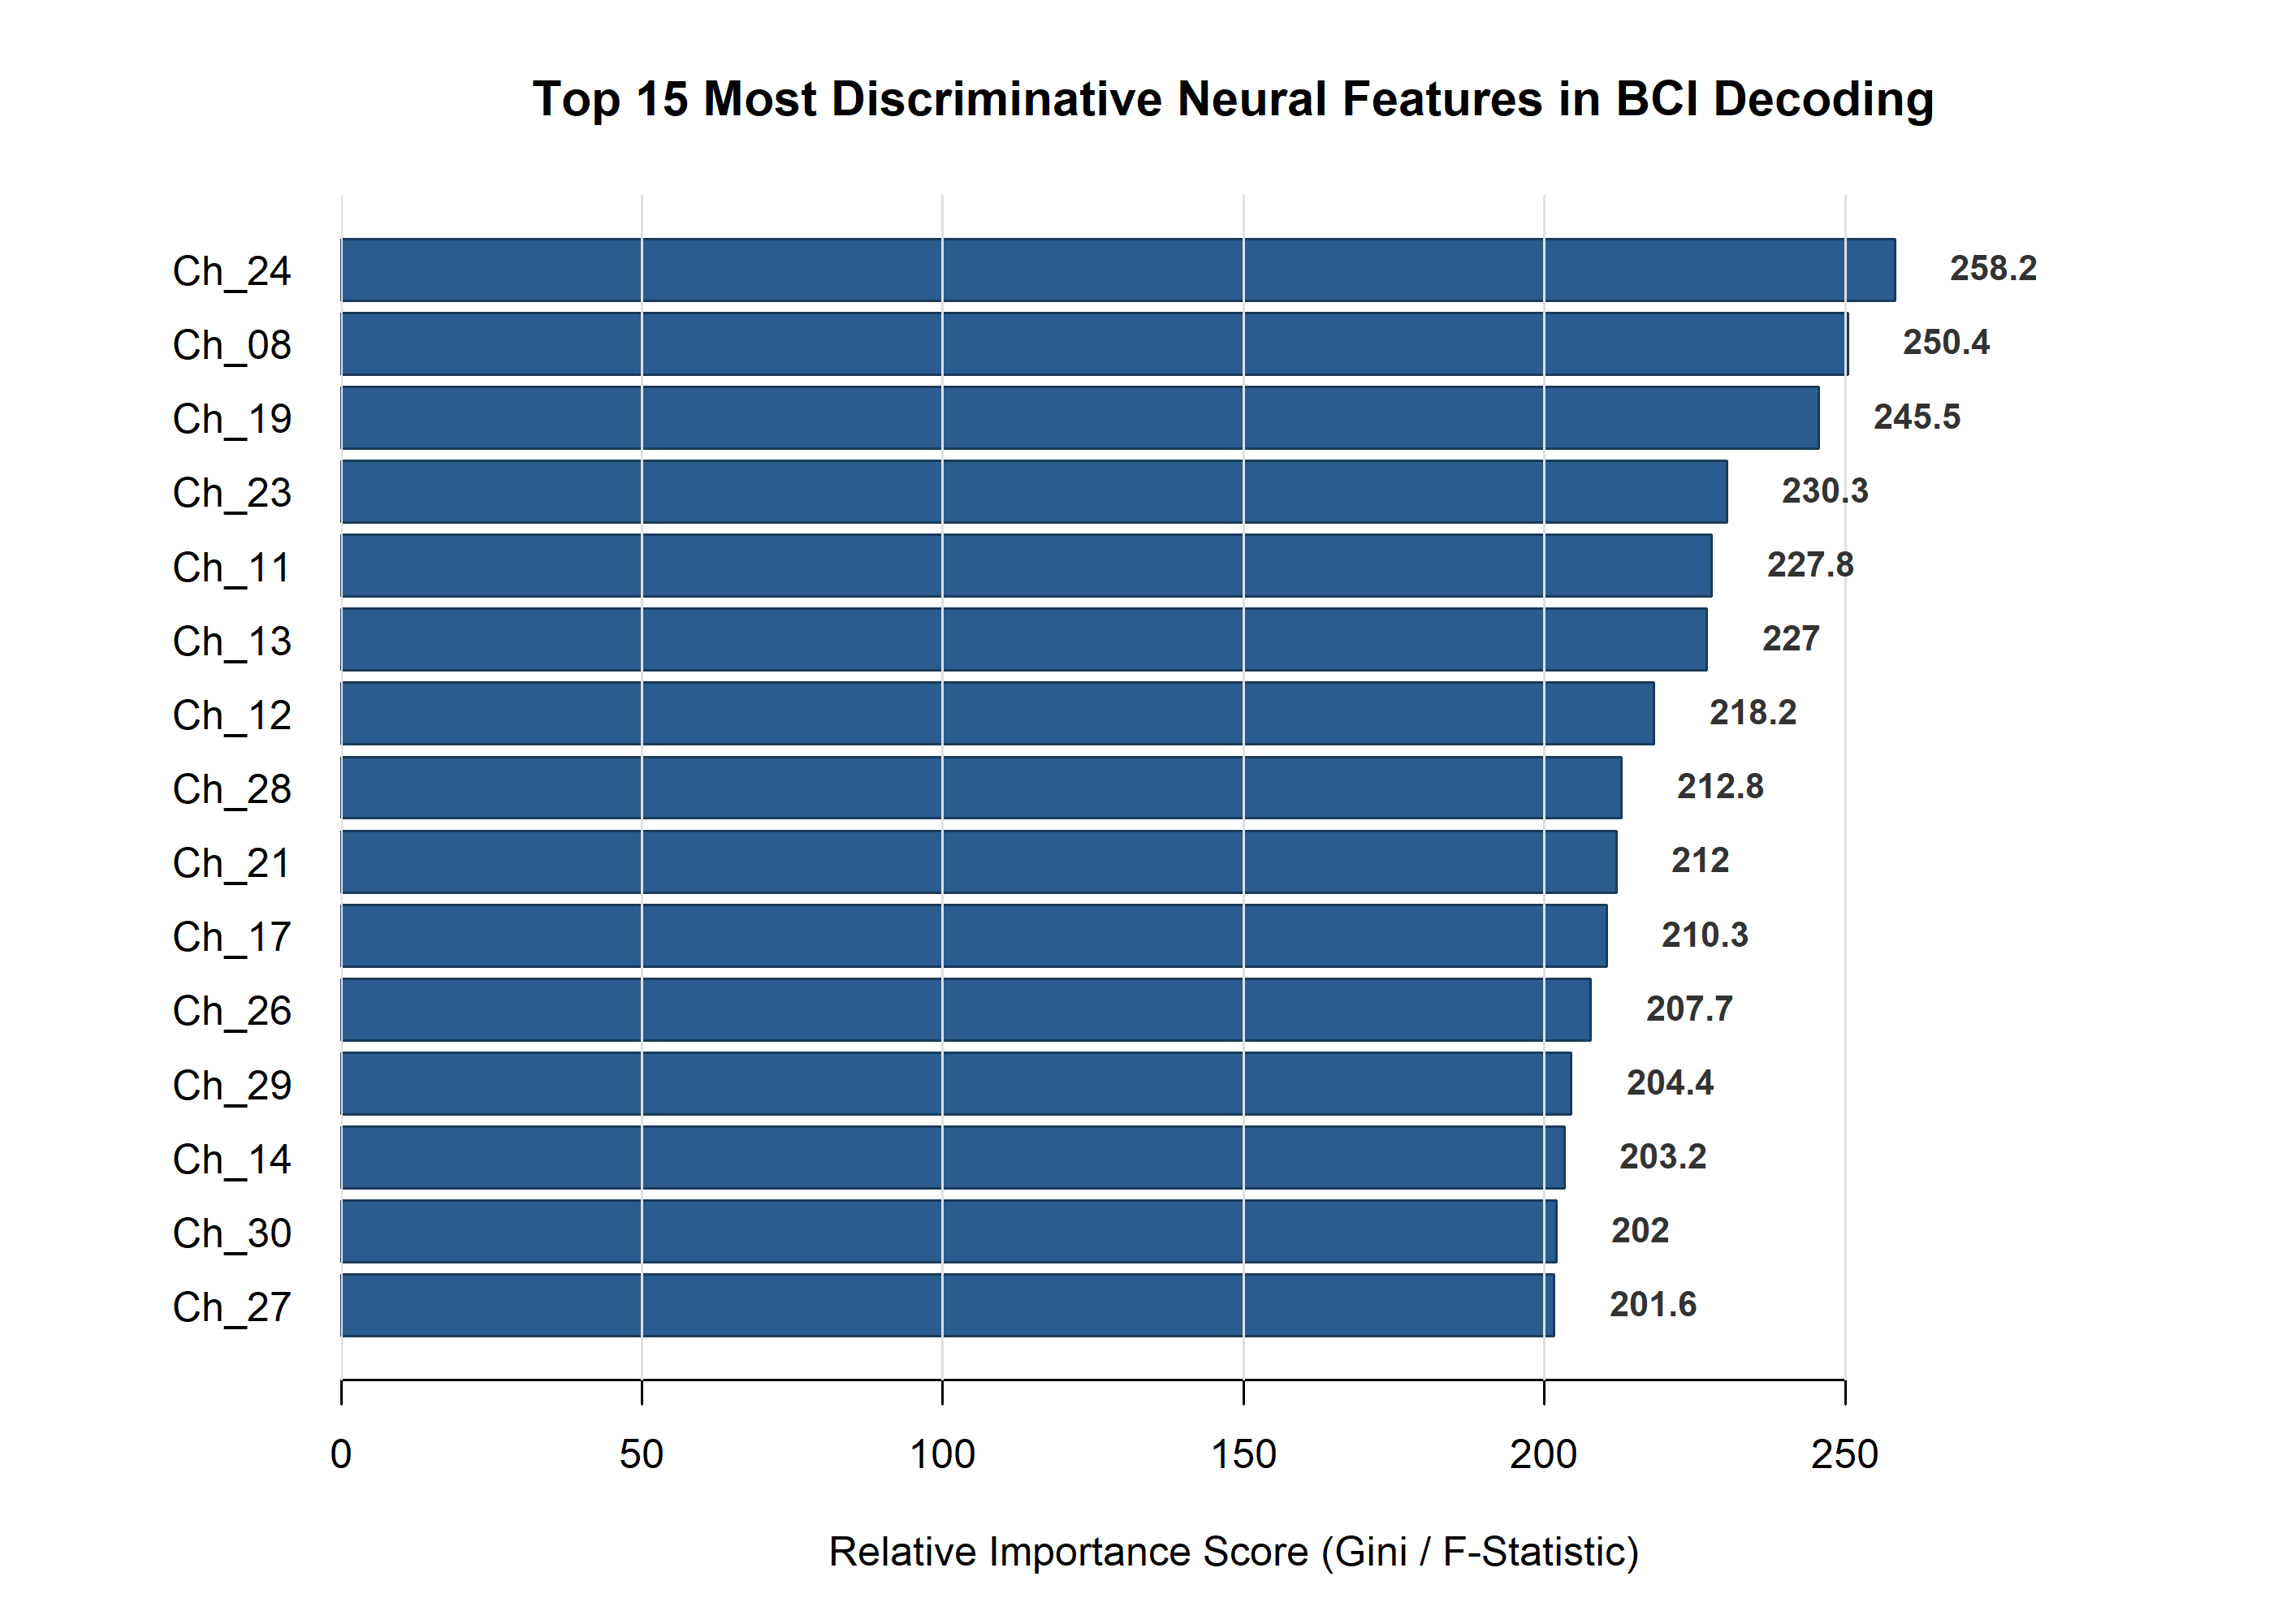 Top 15 Most Discriminative Neural Features in BCI Decoding
Ch_24 258.2
Ch_08 250.4
Ch_19 245.5
Ch_23 230.3
Ch_11 227.8
Ch_13 227
Ch_12 218.2
Ch_28 212.8
Ch_21 212
Ch_17 210.3
Ch_26 207.7
Ch_29 204.4
Ch_14 203.2
Ch_30 202
Ch_27 201.6
0 50 100 150 200 250
Relative Importance Score (Gini / F-Statistic)